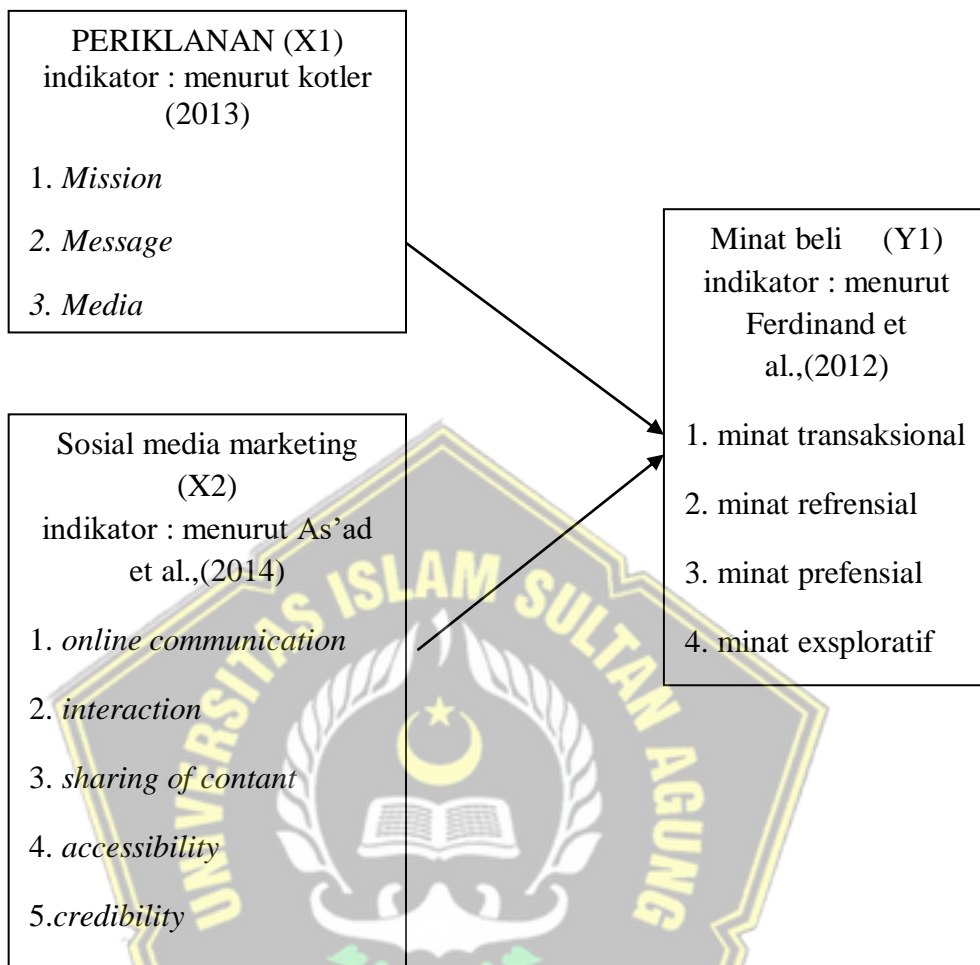 PERIKLANAN (X1)
indikator : menurut kotler
(2013)
1. Mission
2. Message
3. Media
Sosial media marketing
(X2)
indikator : menurut As’ad
et al.,(2014)
1. online communication
2. interaction
3. sharing of contant
4. accessibility
5.credibility
Minat beli (Y1)
indikator : menurut
Ferdinand et
al.,(2012)
1. minat transaksional
2. minat refrensial
3. minat prefensial
4. minat exsploratif
UNIVERSITAS ISLAM SULTAN AGUNG